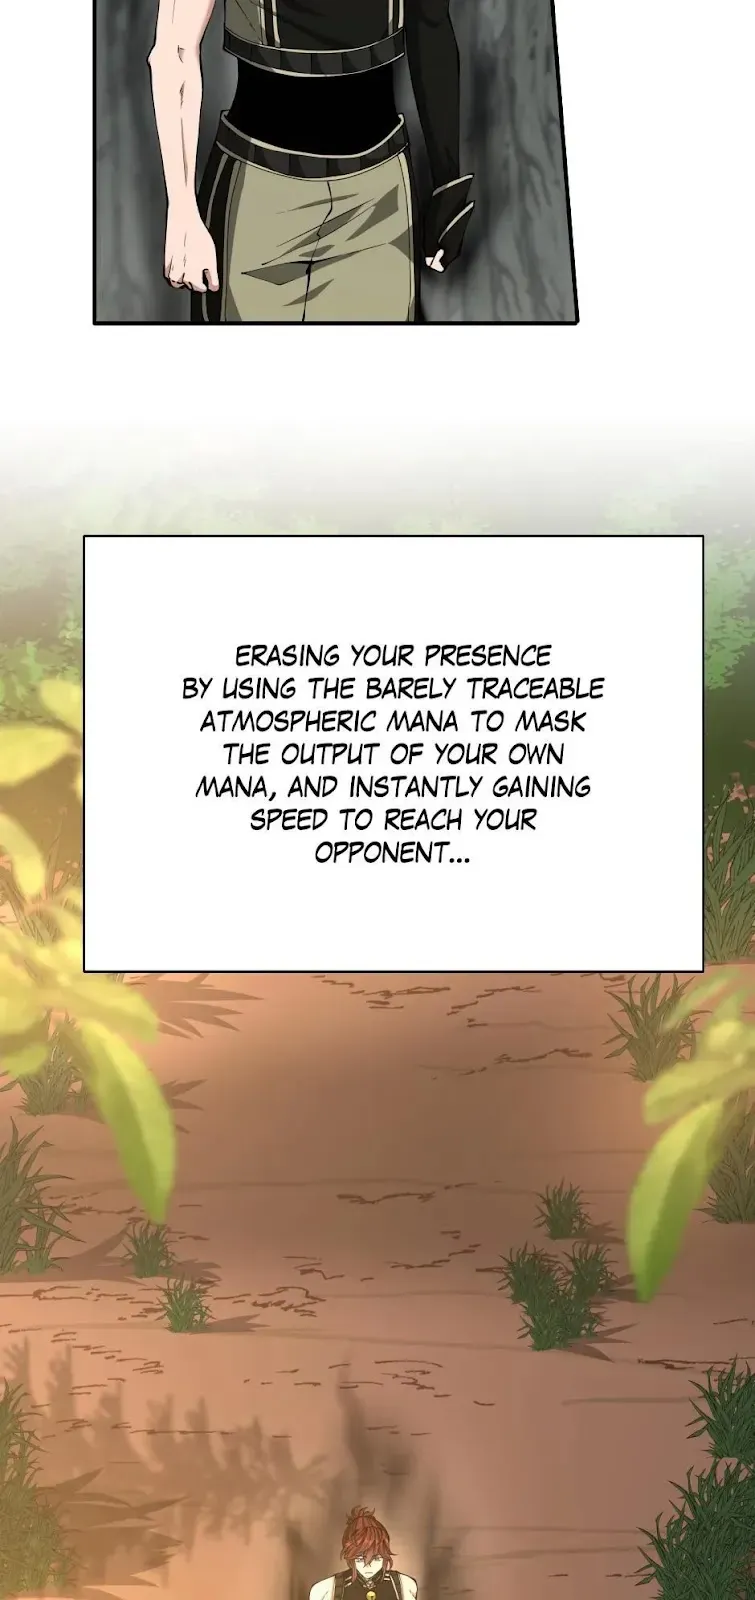 ERASING YOUR PRESENCE
BY USING THE BARELY TRACEABLE
ATMOSPHERIC MANA TO MASK
THE OUTPUT OF YOUR OWN
MANA, AND INSTANTLY GAINING
SPEED TO REACH YOUR
OPPONENT...